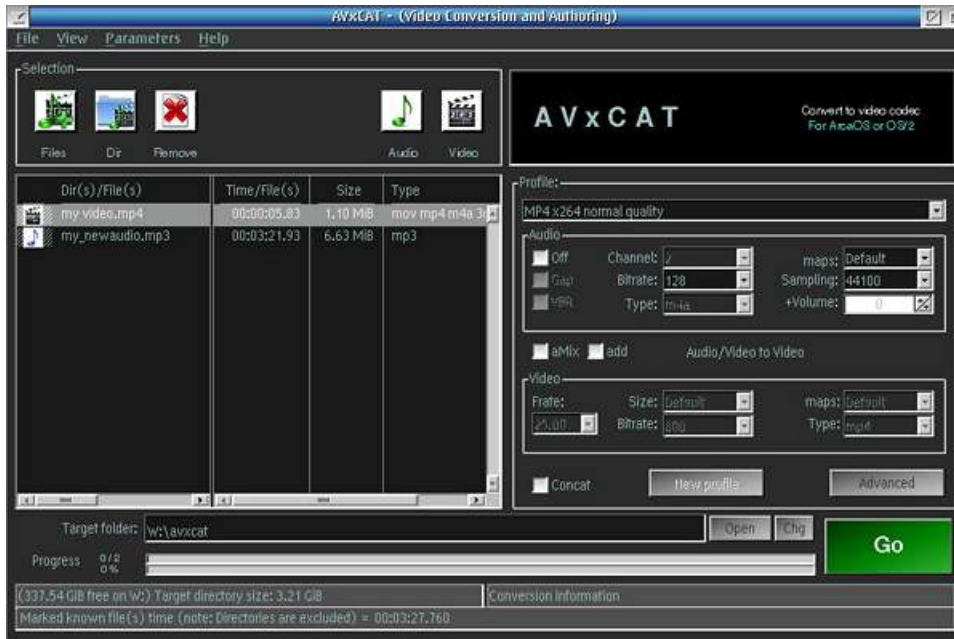 AVxCAT - (Video Conversion and Authoring)
File View Parameters Help
Selection
Files Dir Remove Audio Video
AVxCAT
Convert to video codec
For ArcaOS or OS/2
Dir(s)/File(s) Time/File(s) Size Type
my video.mp4 00:00:05.83 1.10 MiB mov mp4 m4a
my_newaudio.mp3 00:03:21.93 6.63 MiB mp3
Profile:
MP4 x264 normal quality
Audio
Off Channel: 2 maps: Default
Gap Bitrate: 128 Sampling: 44100
VBR Type: m4a +Volume: 0
aMix add Audio/Video to Video
Video
Frate: Size: Default maps: Default
25.00 Bitrate: 800 Type: mp4
Concat New profile Advanced
Target folder: w:\avxcat Open Chg
Go
Progress 0/2
0 %
(337.54 GiB free on W:) Target directory size: 3.21 GiB Conversion information
Marked known file(s) time (note: Directories are excluded) = 00:03:27.760